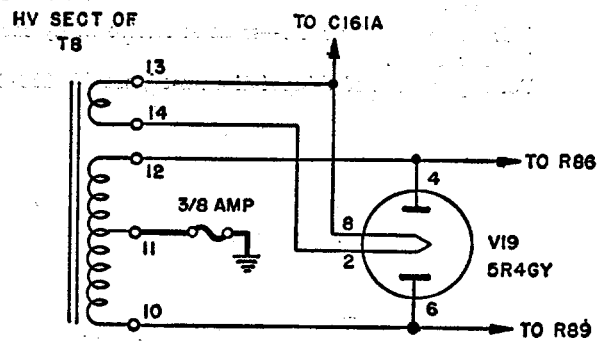 HV SECT OF
T8
TO C161A
13
14
12
TO R86
4
3/8 AMP
8
11
2
V19
5R4GY
10
6
TO R89